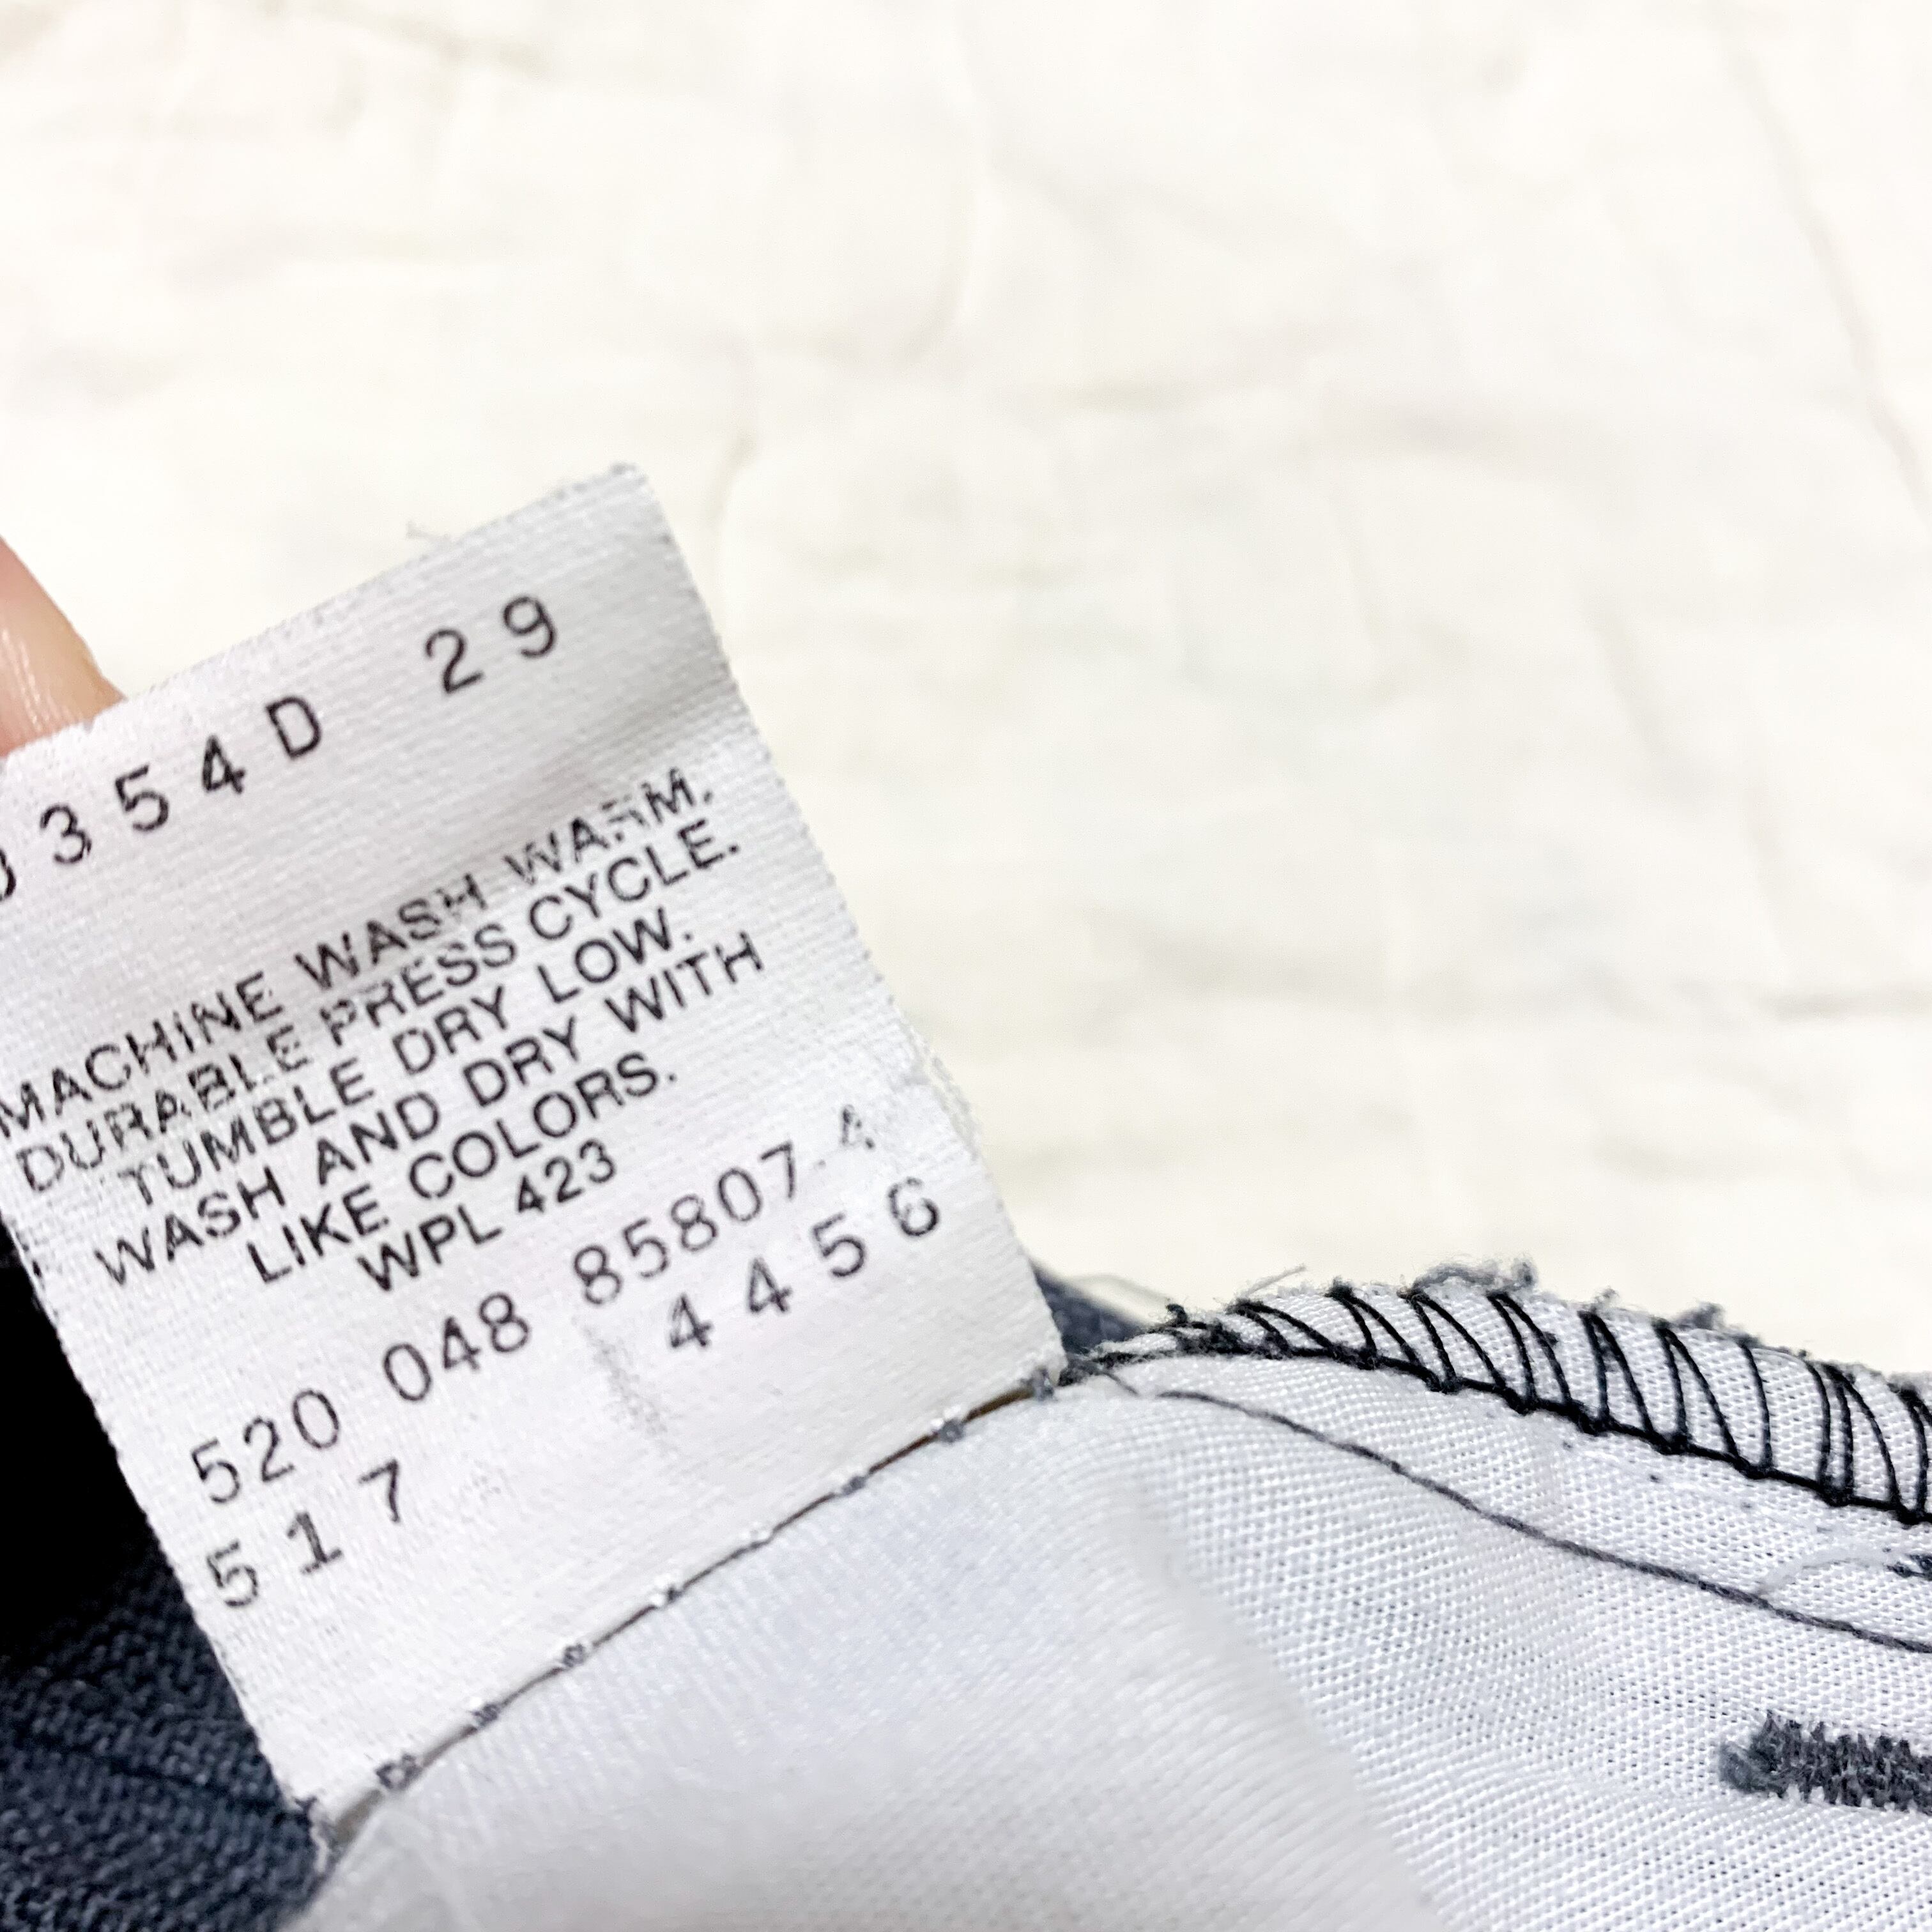 354D 29
MACHINE WASH WARM.
DURABLE PRESS CYCLE.
TUMBLE DRY LOW.
WASH AND DRY WITH
LIKE COLORS.
WPL 423
520 048 85807 4
517 4456